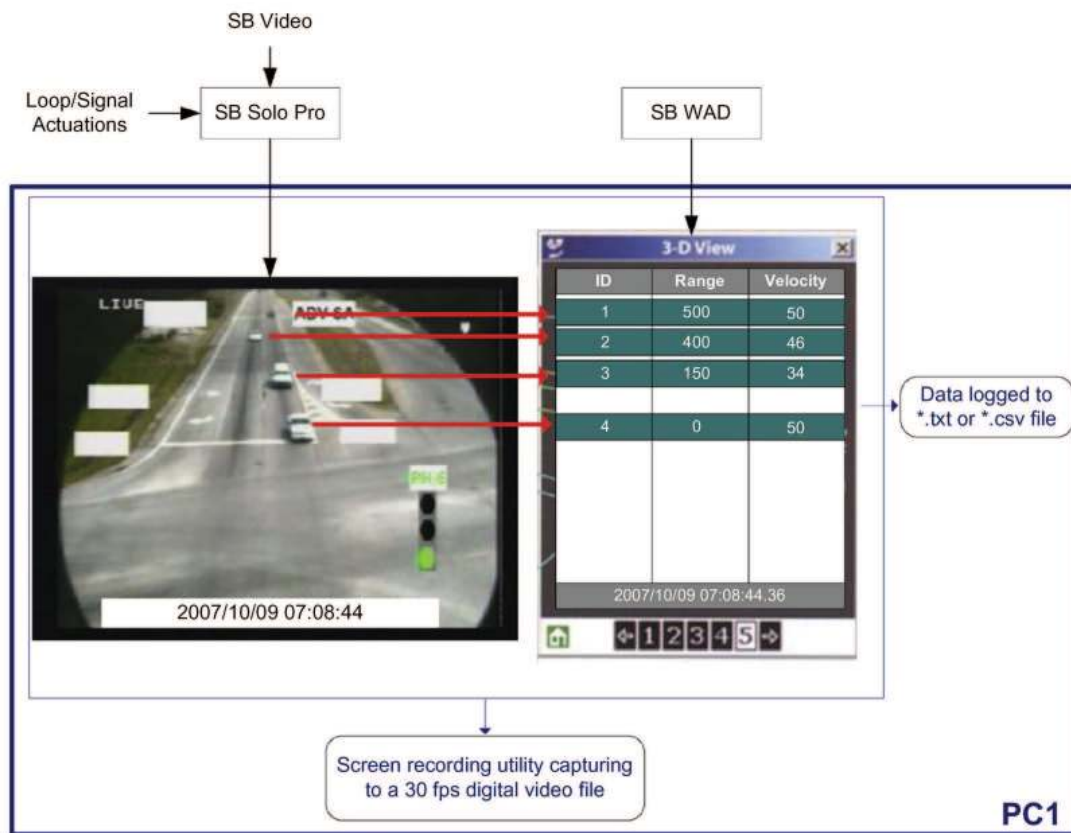 SB Video
Loop/Signal
Actuations
SB Solo Pro
SB WAD
LIVE
ADV 6A
PH 6
2007/10/09 07:08:44
3-D View
ID Range Velocity
1 500 50
2 400 46
3 150 34
4 0 50
2007/10/09 07:08:44.36
1 2 3 4 5
Data logged to
*.txt or *.csv file
Screen recording utility capturing
to a 30 fps digital video file
PC1